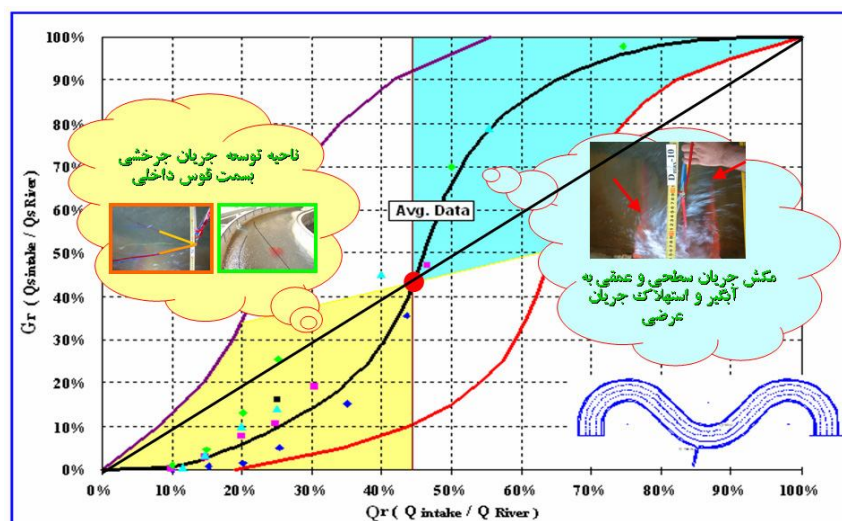 100%
90%
80%
70%
60%
50%
40%
30%
20%
10%
0%
Gr ( Qs intake / Qs River )
ناحیه توسعه جریان چرخشی
بسمت قوس داخلی
Avg. Data
مکش جریان سطحی و عمقی به
آبگیر و استهلاک جریان
عرضی
0% 10% 20% 30% 40% 50% 60% 70% 80% 90% 100%
Qr ( Q intake / Q River )